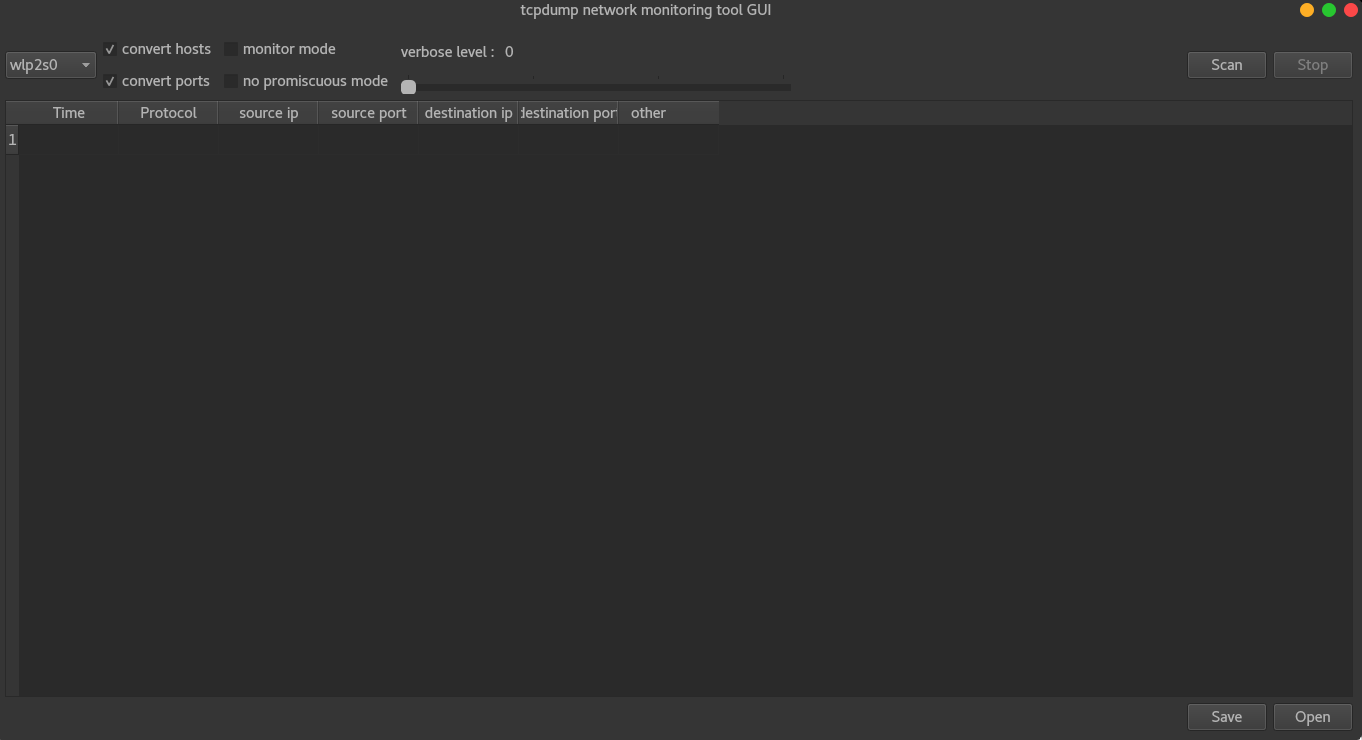 tcpdump network monitoring tool GUI
wlp2s0
convert hosts
monitor mode
verbose level : 0
convert ports
no promiscuous mode
Scan
Stop
Time Protocol source ip source port destination ip destination port other
1
Save
Open